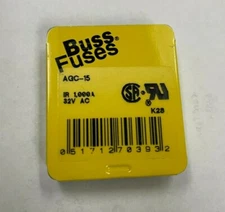 Buss®
Fuses
AGC-15
IR 1,000A
32V AC
K28
0 51712 70393 2